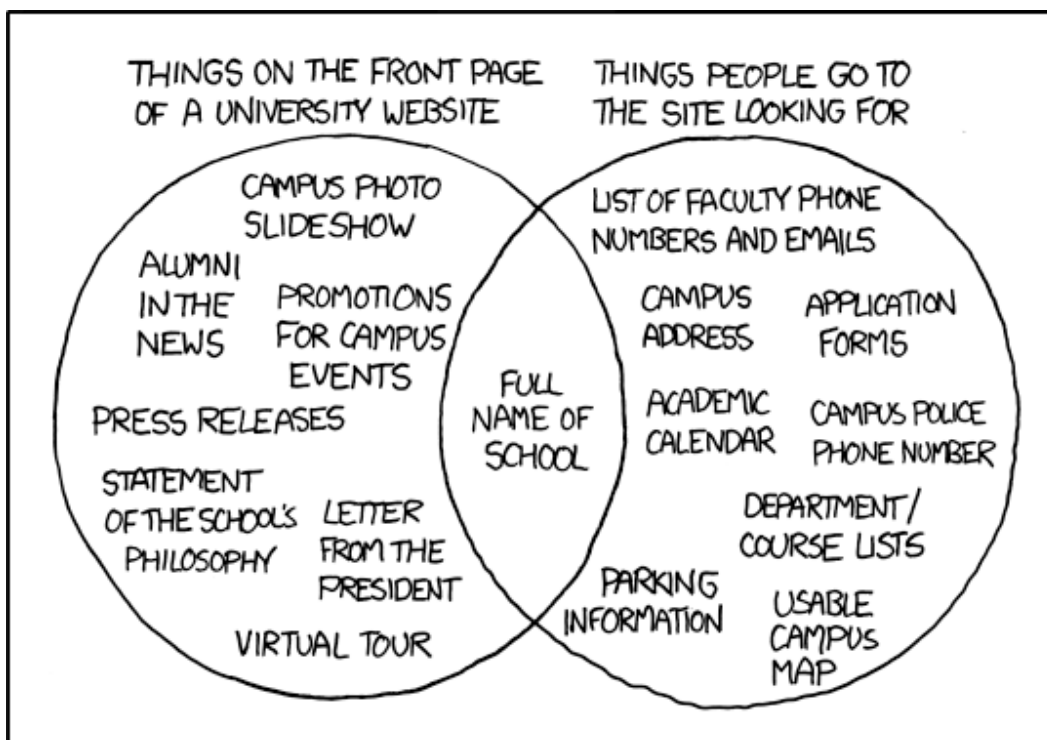 THINGS ON THE FRONT PAGE
OF A UNIVERSITY WEBSITE
THINGS PEOPLE GO TO
THE SITE LOOKING FOR
CAMPUS PHOTO
SLIDESHOW
ALUMNI
IN THE
NEWS
PROMOTIONS
FOR CAMPUS
EVENTS
PRESS RELEASES
STATEMENT
OF THE SCHOOL'S
PHILOSOPHY
LETTER
FROM THE
PRESIDENT
VIRTUAL TOUR
FULL
NAME OF
SCHOOL
LIST OF FACULTY PHONE
NUMBERS AND EMAILS
CAMPUS
ADDRESS
APPLICATION
FORMS
ACADEMIC
CALENDAR
CAMPUS POLICE
PHONE NUMBER
DEPARTMENT/
COURSE LISTS
PARKING
INFORMATION
USABLE
CAMPUS
MAP